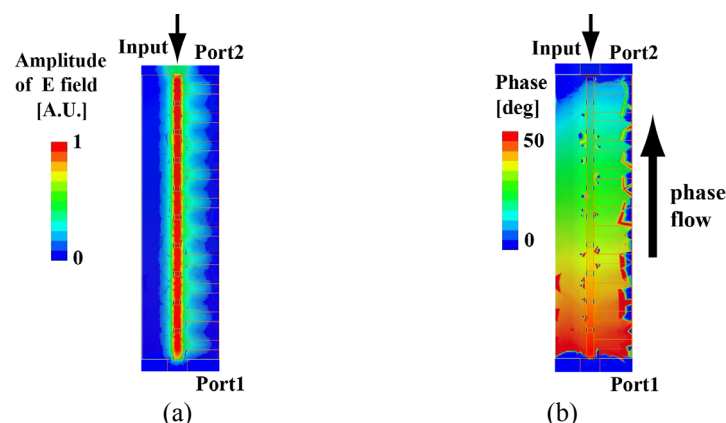 Input
Port2
Amplitude
of E field
[A.U.]
1
0
Port1
(a)
Input
Port2
Phase
[deg]
50
0
phase
flow
Port1
(b)